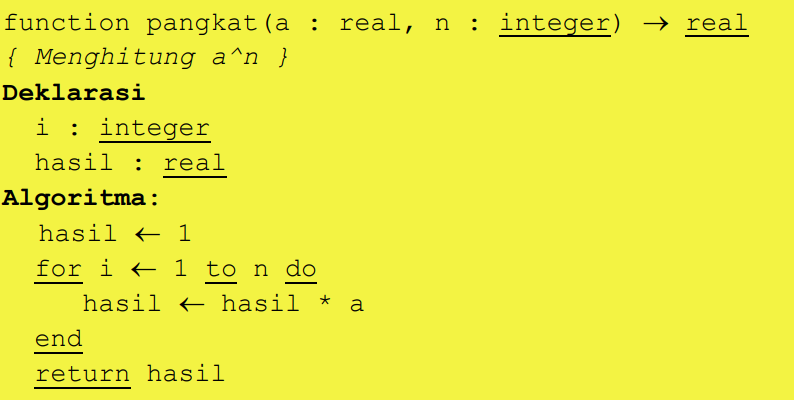 function pangkat(a : real, n : integer) → real
{ Menghitung a^n }
Deklarasi
i : integer
hasil : real
Algoritma:
hasil ← 1
for i ← 1 to n do
hasil ← hasil * a
end
return hasil